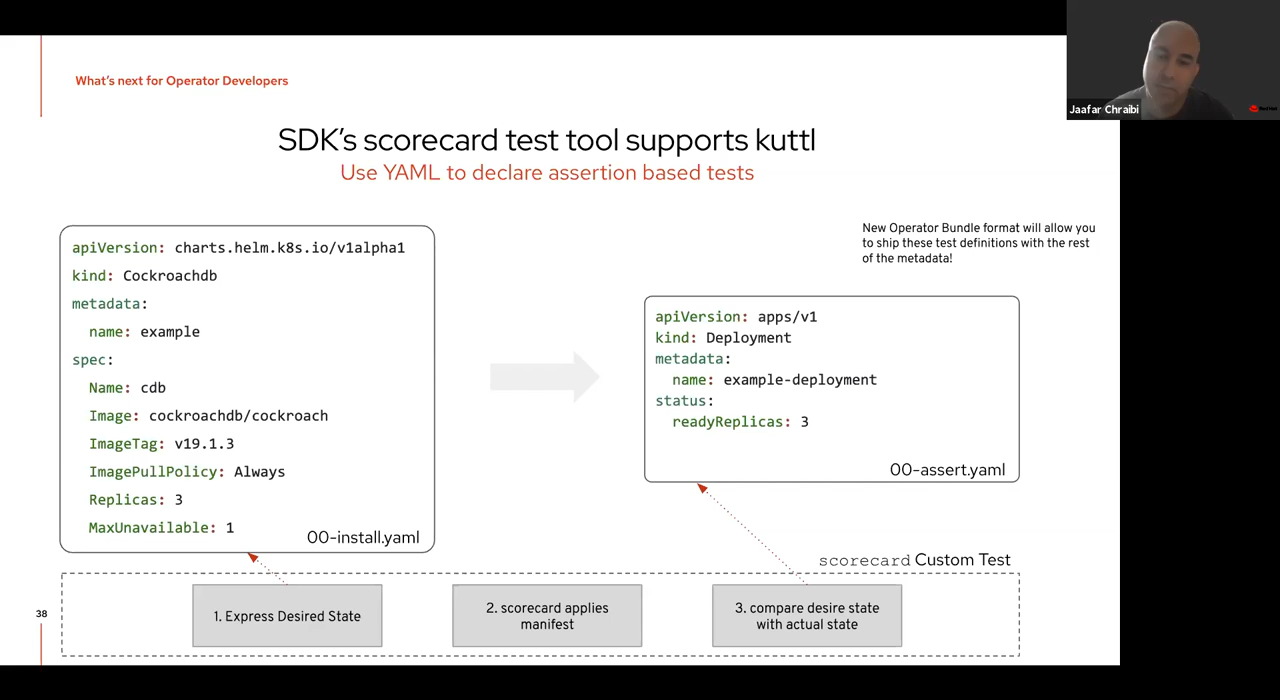 What's next for Operator Developers
Jaafar Chraibi
Red Hat
SDK's scorecard test tool supports kuttl
Use YAML to declare assertion based tests
New Operator Bundle format will allow you
to ship these test definitions with the rest
of the metadata!
apiVersion: charts.helm.k8s.io/v1alpha1
kind: Cockroachdb
metadata:
name: example
spec:
Name: cdb
Image: cockroachdb/cockroach
ImageTag: v19.1.3
ImagePullPolicy: Always
Replicas: 3
MaxUnavailable: 1
00-install.yaml
apiVersion: apps/v1
kind: Deployment
metadata:
name: example-deployment
status:
readyReplicas: 3
00-assert.yaml
scorecard Custom Test
1. Express Desired State
2. scorecard applies
manifest
3. compare desire state
with actual state
38